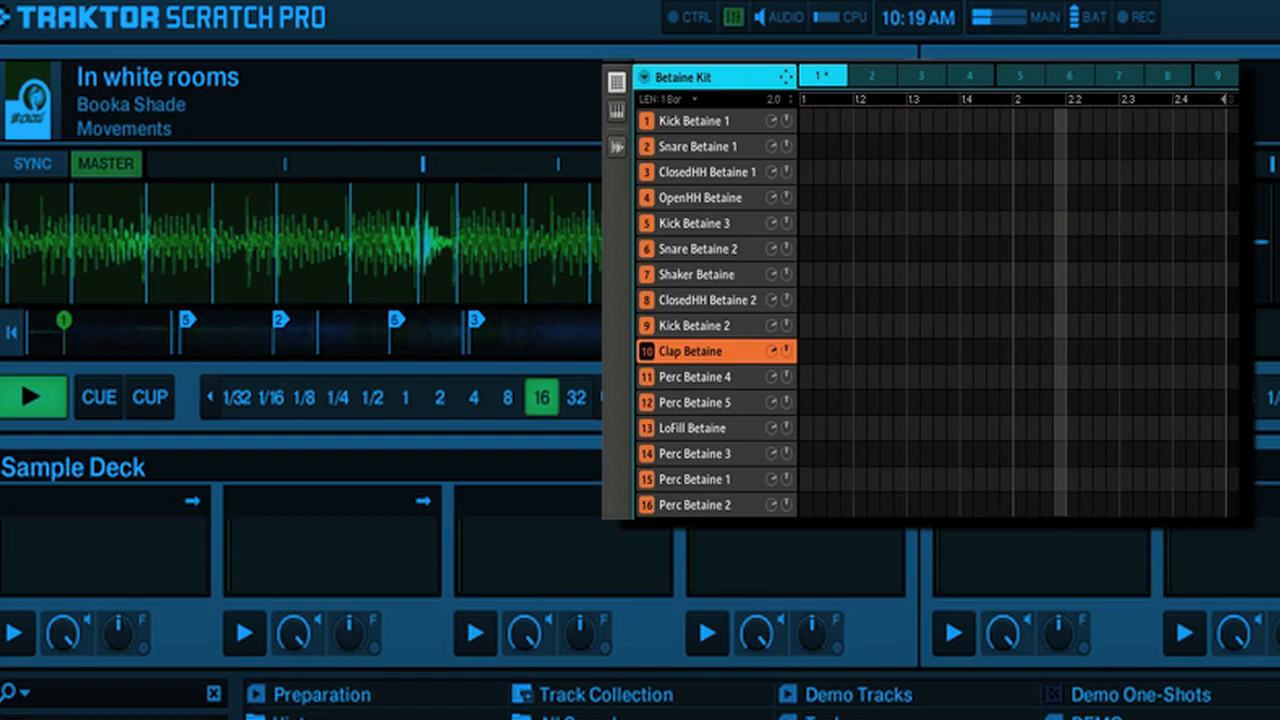 TRAKTOR SCRATCH PRO
CTRL AUDIO CPU 10:19 AM MAIN BAT REC
In white rooms
Booka Shade
Movements
SYNC MASTER
1 5 2 6 3
CUE CUP 1/32 1/16 1/8 1/4 1/2 1 2 4 8 16 32
Betaine Kit 1 * 2 3 4 5 6 7 8 9
LEN: 1 Bar 2.0 1 1.2 1.3 1.4 2 2.2 2.3 2.4 3
1 Kick Betaine 1
2 Snare Betaine 1
3 ClosedHH Betaine 1
4 OpenHH Betaine
5 Kick Betaine 3
6 Snare Betaine 2
7 Shaker Betaine
8 ClosedHH Betaine 2
9 Kick Betaine 2
10 Clap Betaine
11 Perc Betaine 4
12 Perc Betaine 5
13 LoFill Betaine
14 Perc Betaine 3
15 Perc Betaine 1
16 Perc Betaine 2
Sample Deck
F F F F F
Preparation Track Collection Demo Tracks Demo One-Shots